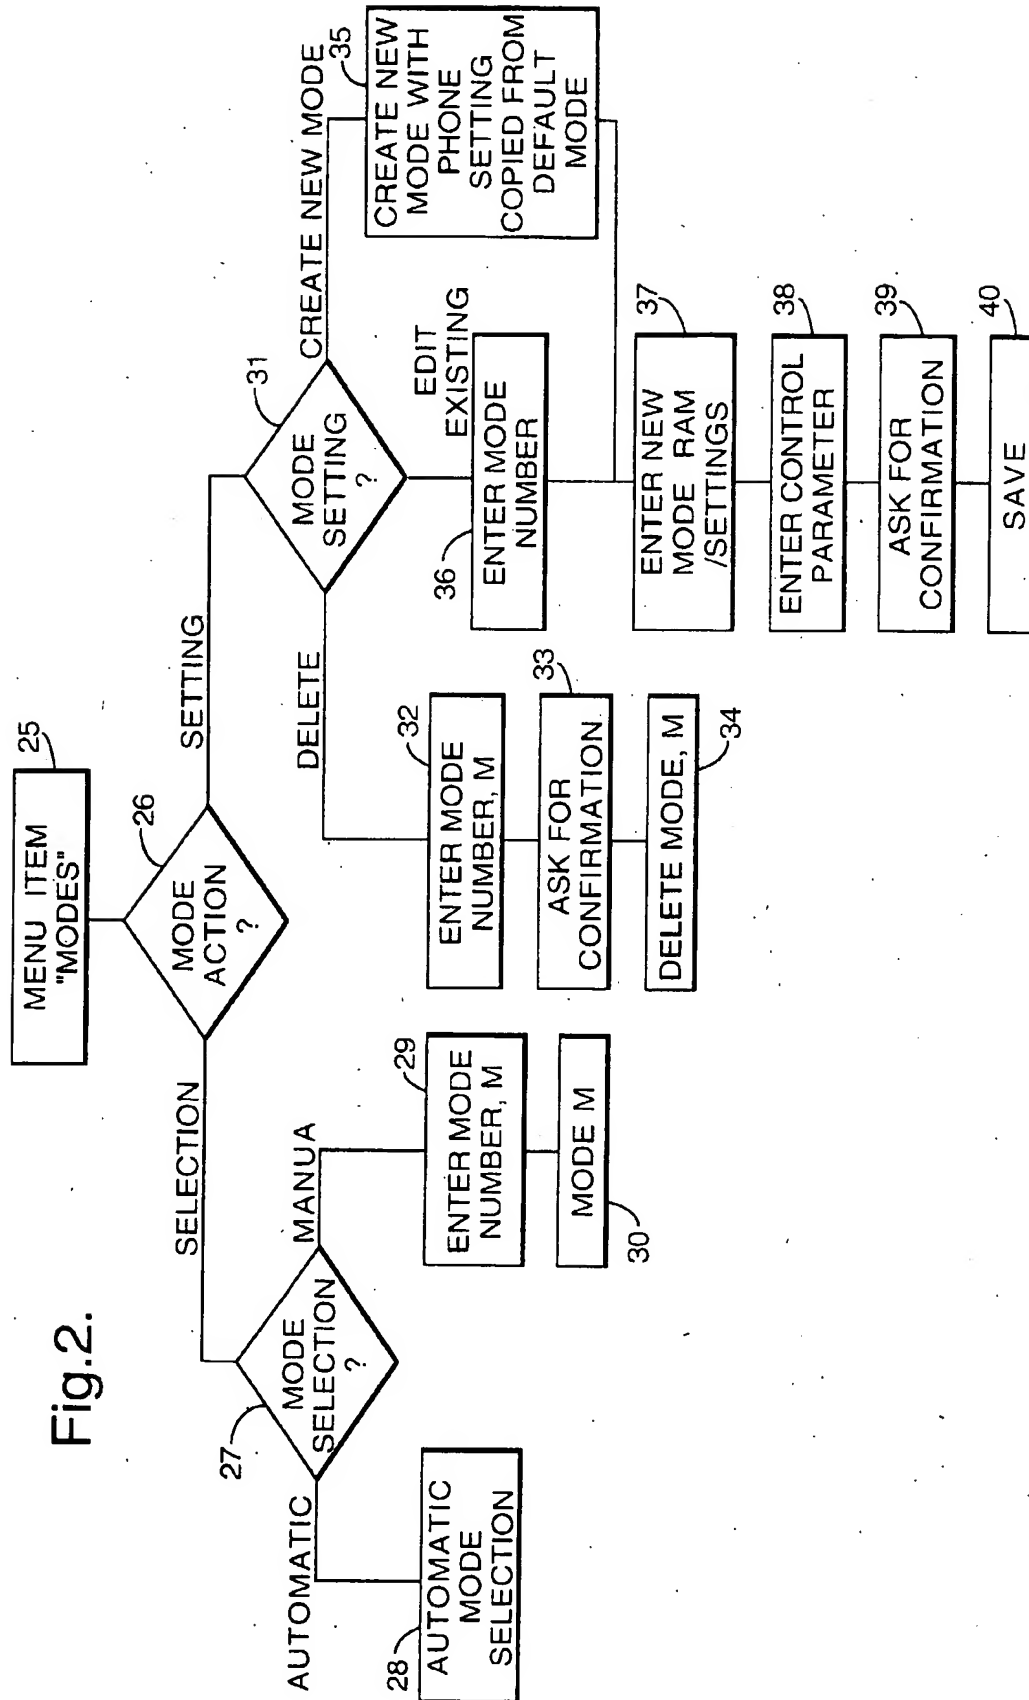 Fig.2.
MENU ITEM
"MODES"
25
MODE
ACTION
?
26
SELECTION
SETTING
MODE
SELECTION
?
27
AUTOMATIC
MANUA
AUTOMATIC
MODE
SELECTION
28
ENTER MODE
NUMBER, M
29
MODE M
30
MODE
SETTING
?
31
DELETE
EDIT
EXISTING
CREATE NEW MODE
ENTER MODE
NUMBER, M
32
ASK FOR
CONFIRMATION
33
DELETE MODE, M
34
CREATE NEW
MODE WITH
PHONE
SETTING
COPIED FROM
DEFAULT
MODE
35
ENTER MODE
NUMBER
36
ENTER NEW
MODE RAM
/SETTINGS
37
ENTER CONTROL
PARAMETER
38
ASK FOR
CONFIRMATION
39
SAVE
40